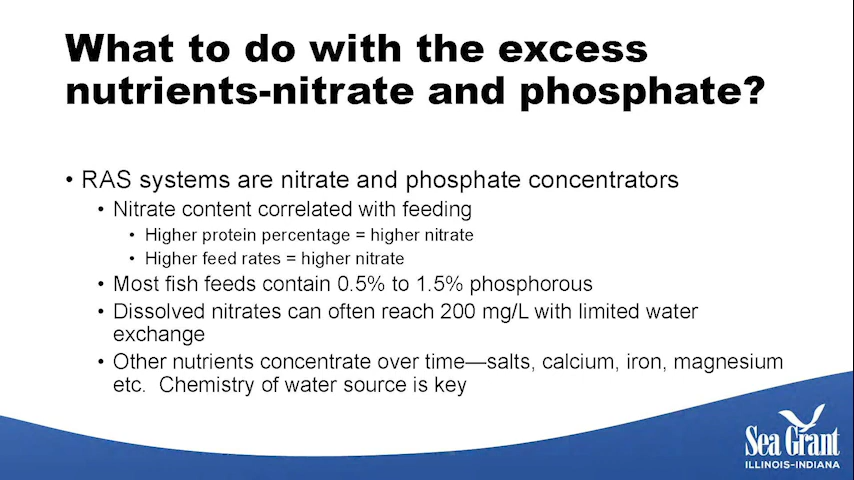 What to do with the excess
nutrients-nitrate and phosphate?
• RAS systems are nitrate and phosphate concentrators
• Nitrate content correlated with feeding
• Higher protein percentage = higher nitrate
• Higher feed rates = higher nitrate
• Most fish feeds contain 0.5% to 1.5% phosphorous
• Dissolved nitrates can often reach 200 mg/L with limited water
exchange
• Other nutrients concentrate over time—salts, calcium, iron, magnesium
etc.  Chemistry of water source is key
Sea Grant
ILLINOIS-INDIANA